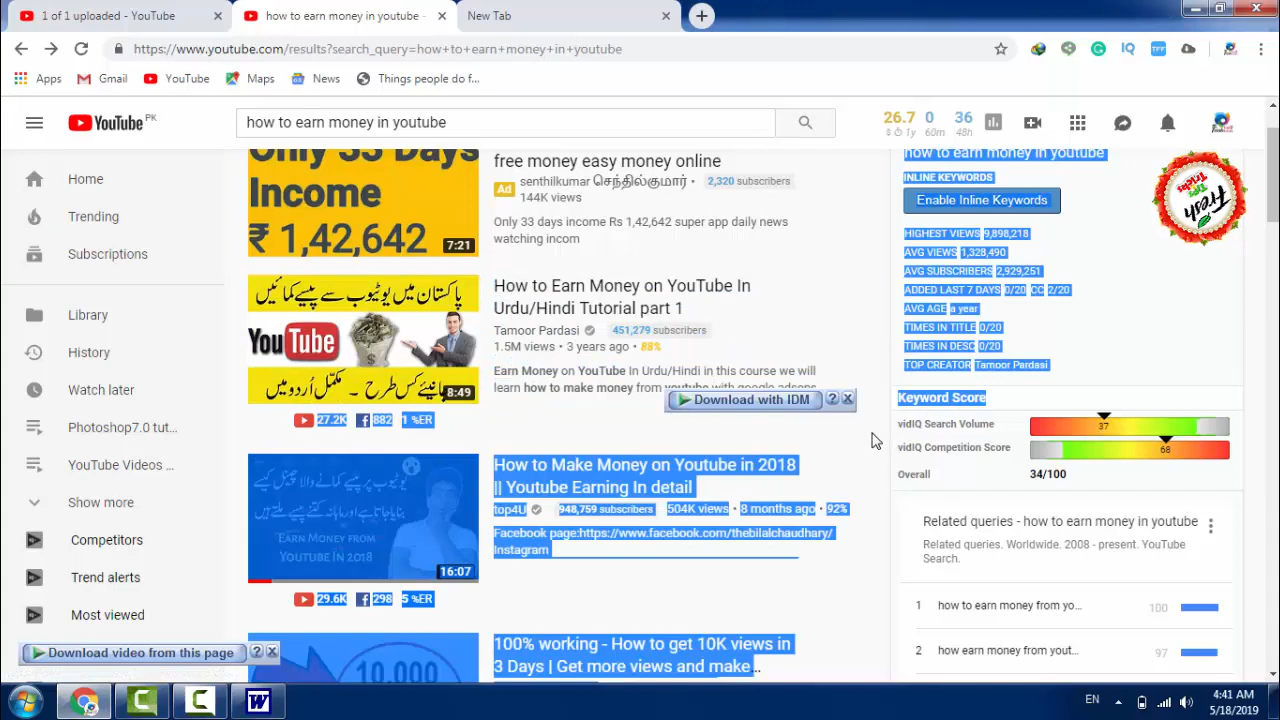 1 of 1 uploaded - YouTube
how to earn money in youtube -
New Tab
https://www.youtube.com/results?search_query=how+to+earn+money+in+youtube
Apps
Gmail
YouTube
Maps
News
Things people do f...
YouTube PK
how to earn money in youtube
26.7 0 36
1y 60m 48h
Home
Trending
Subscriptions
Library
History
Watch later
Photoshop7.0 tut...
YouTube Videos ...
Show more
Competitors
Trend alerts
Most viewed
Download video from this page
Only 33 Days
Income
₹ 1,42,642
7:21
free money easy money online
senthilkumar செந்தில்குமார் • 2,320 subscribers
Ad 144K views
Only 33 days income Rs 1,42,642 super app daily news
watching incom
پاکستان میں یوٹیوب سے پیسے کمائیں
YouTube
8:49
How to Earn Money on YouTube In
Urdu/Hindi Tutorial part 1
Tamoor Pardasi 451,279 subscribers
1.5M views • 3 years ago • 88%
Earn Money on YouTube In Urdu/Hindi in this course we will
learn how to make money from youtube with google adsens
Download with IDM
27.2K 882 1 %ER
EARN MONEY FROM
YOUTUBE IN 2018
16:07
How to Make Money on Youtube in 2018
|| Youtube Earning In detail
top4U 948,759 subscribers 504K views • 8 months ago • 92%
Facebook page:https://www.facebook.com/thebilalchaudhary/
Instagram
29.6K 298 5 %ER
10,000
100% working - How to get 10K views in
3 Days | Get more views and make ...
how to earn money in youtube
INLINE KEYWORDS
Enable Inline Keywords
HIGHEST VIEWS 9,898,218
AVG VIEWS 1,328,490
AVG SUBSCRIBERS 2,929,251
ADDED LAST 7 DAYS 0/20 CC 2/20
AVG AGE a year
TIMES IN TITLE 0/20
TIMES IN DESC 0/20
TOP CREATOR Tamoor Pardasi
Fresh
Tips
Tricks
Keyword Score
vidIQ Search Volume 37
vidIQ Competition Score 68
Overall 34/100
Related queries - how to earn money in youtube
Related queries. Worldwide. 2008 - present. YouTube
Search.
1 how to earn money from yo... 100
2 how earn money from yout... 97
EN
4:41 AM
5/18/2019